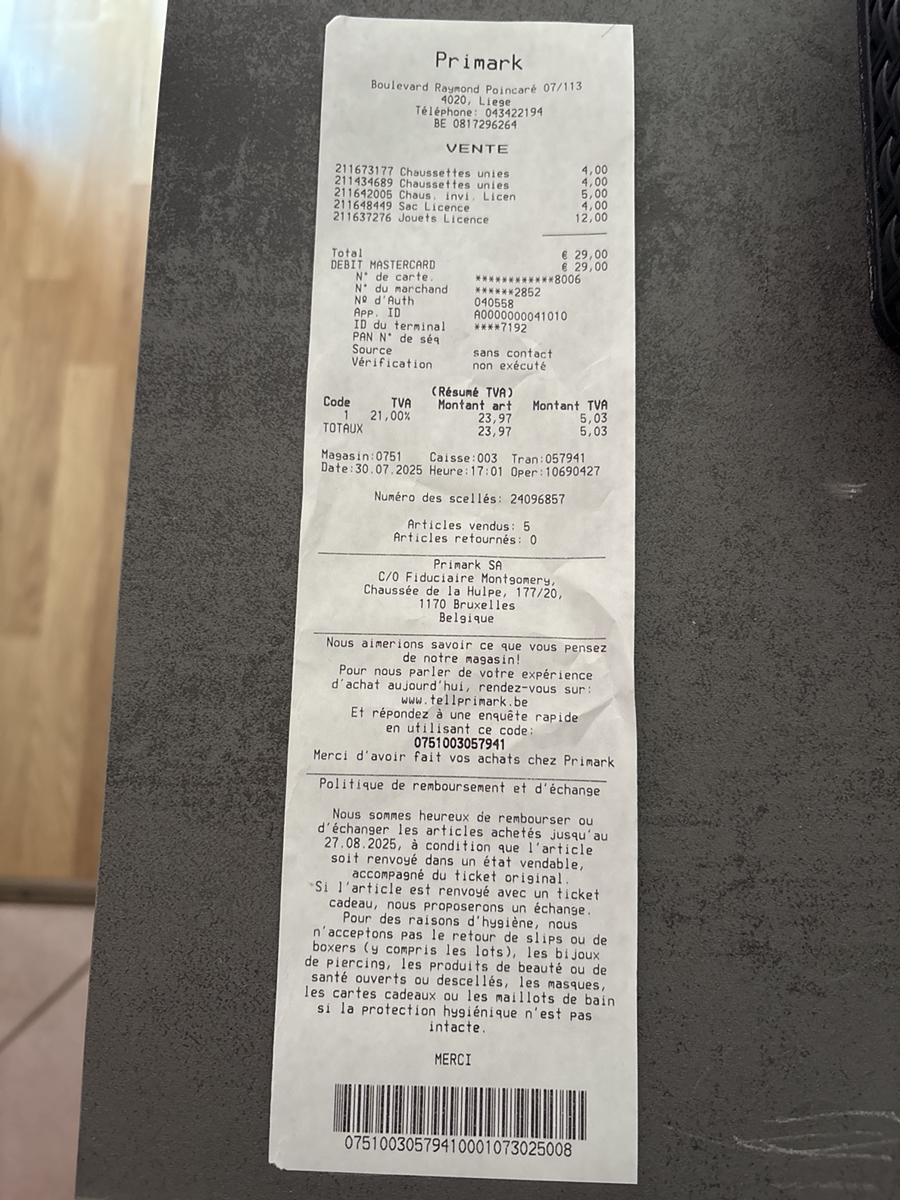 Primark
Boulevard Raymond Poincaré 07/113
4020, Liege
Téléphone: 043422194
BE 0817296264
VENTE
211673177 Chaussettes unies 4,00
211434689 Chaussettes unies 4,00
211642005 Chaus. invi. Licen 5,00
211648449 Sac Licence 4,00
211637276 Jouets Licence 12,00
Total € 29,00
DEBIT MASTERCARD € 29,00
N° de carte. ************8006
N° du marchand ******2852
Nº d'Auth 040558
App. ID A0000000041010
ID du terminal ****7192
PAN N° de séq
Source sans contact
Vérification non exécuté
(Résumé TVA)
Code TVA Montant art Montant TVA
1 21,00% 23,97 5,03
TOTAUX 23,97 5,03
Magasin:0751 Caisse:003 Tran:057941
Date:30.07.2025 Heure:17:01 Oper:10690427
Numéro des scellés: 24096857
Articles vendus: 5
Articles retournés: 0
Primark SA
C/O Fiduciaire Montgomery,
Chaussée de la Hulpe, 177/20,
1170 Bruxelles
Belgique
Nous aimerions savoir ce que vous pensez
de notre magasin!
Pour nous parler de votre expérience
d'achat aujourd'hui, rendez-vous sur:
www.tellprimark.be
Et répondez à une enquête rapide
en utilisant ce code:
0751003057941
Merci d'avoir fait vos achats chez Primark
Politique de remboursement et d'échange
Nous sommes heureux de rembourser ou
d'échanger les articles achetés jusqu'au
27.08.2025, à condition que l'article
soit renvoyé dans un état vendable,
accompagné du ticket original.
Si l'article est renvoyé avec un ticket
cadeau, nous proposerons un échange.
Pour des raisons d'hygiène, nous
n'acceptons pas le retour de slips ou de
boxers (y compris les lots), les bijoux
de piercing, les produits de beauté ou de
santé ouverts ou descellés, les masques,
les cartes cadeaux ou les maillots de bain
si la protection hygiénique n'est pas
intacte.
MERCI
07510030579410001073025008